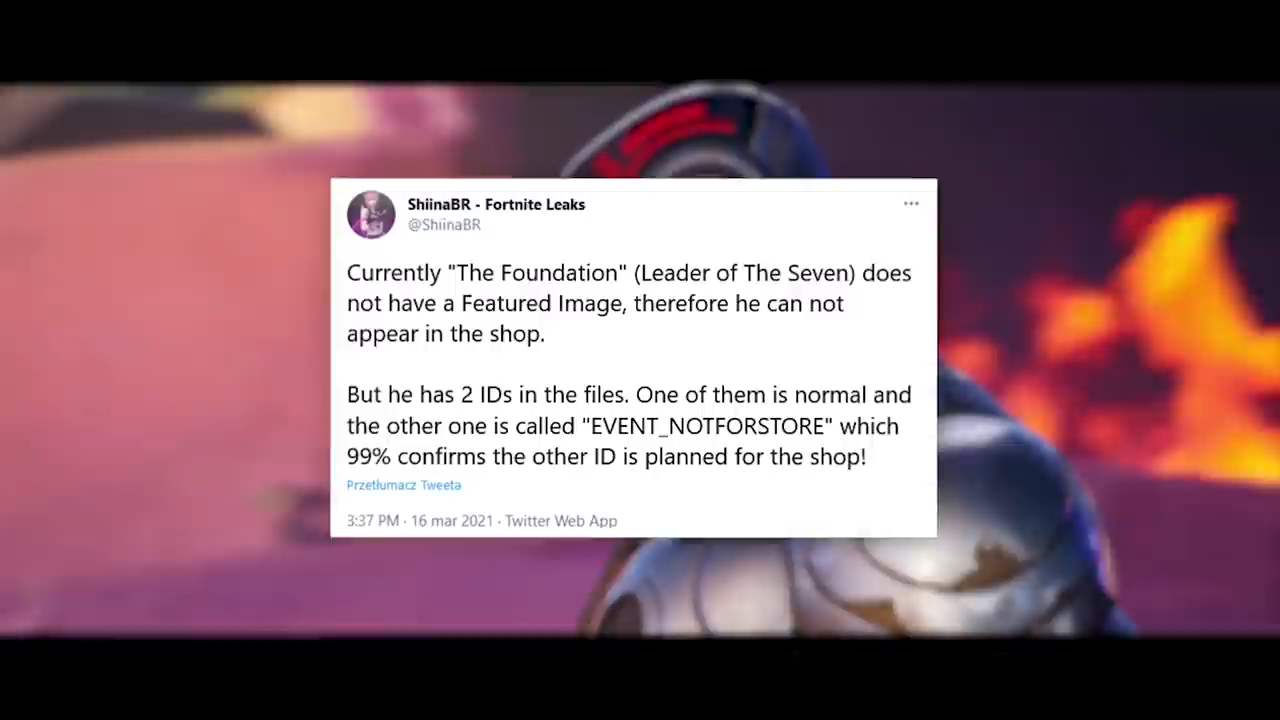 ShiinaBR - Fortnite Leaks
@ShiinaBR
Currently "The Foundation" (Leader of The Seven) does
not have a Featured Image, therefore he can not
appear in the shop.
But he has 2 IDs in the files. One of them is normal and
the other one is called "EVENT_NOTFORSTORE" which
99% confirms the other ID is planned for the shop!
Przetłumacz Tweeta
3:37 PM · 16 mar 2021 · Twitter Web App